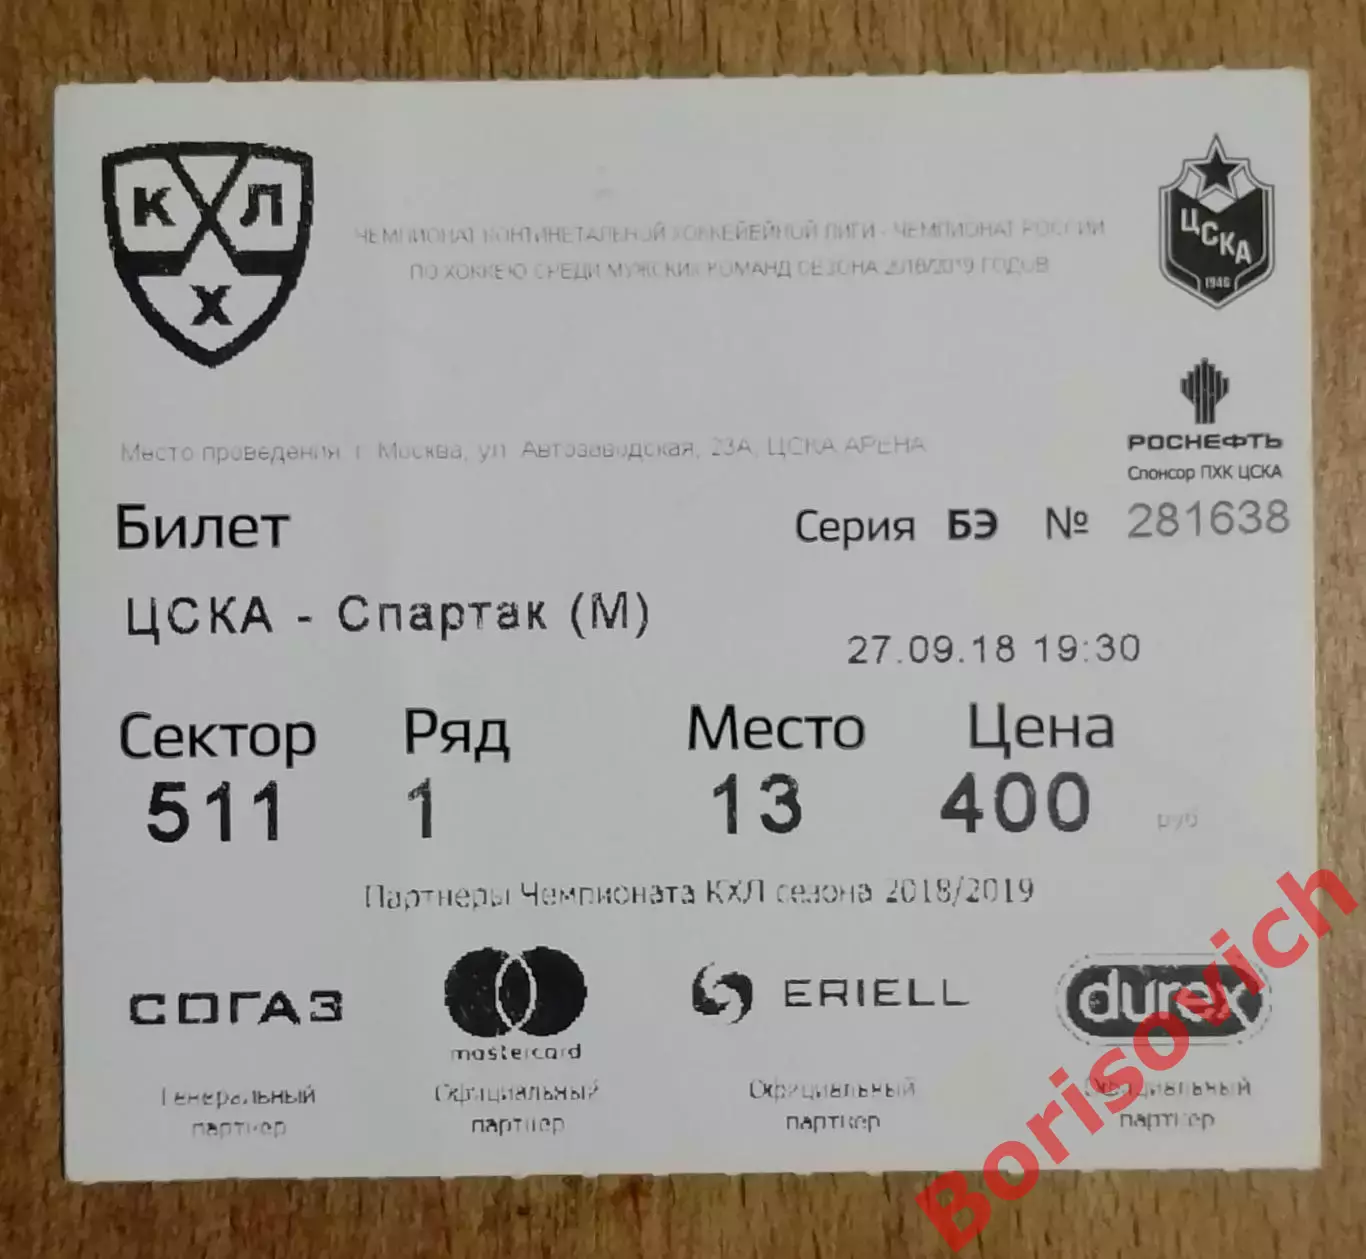 КХЛ
ЧЕМПИОНАТ КОНТИНЕТАЛЬНОЙ ХОККЕЙЕЙНОЙ ЛИГИ - ЧЕМПИОНАТ РОССИИ
ПО ХОККЕЮ СРЕДИ МУЖСКИХ КОМАНД СЕЗОНА 2018/2019 ГОДОВ
ЦСКА
1946
РОСНЕФТЬ
Спонсор ПХК ЦСКА
Место проведения: г. Москва, ул. Автозаводская, 23А, ЦСКА АРЕНА
Билет Серия БЭ № 281638
ЦСКА - Спартак (М)
27.09.18 19:30
Сектор Ряд Место Цена
511 1 13 400 руб
Партнеры Чемпионата КХЛ сезона 2018/2019
СОГАЗ mastercard ERIELL durex
Генеральный Официальный Официальный Официальный
партнер партнер партнер партнер
Borisovich